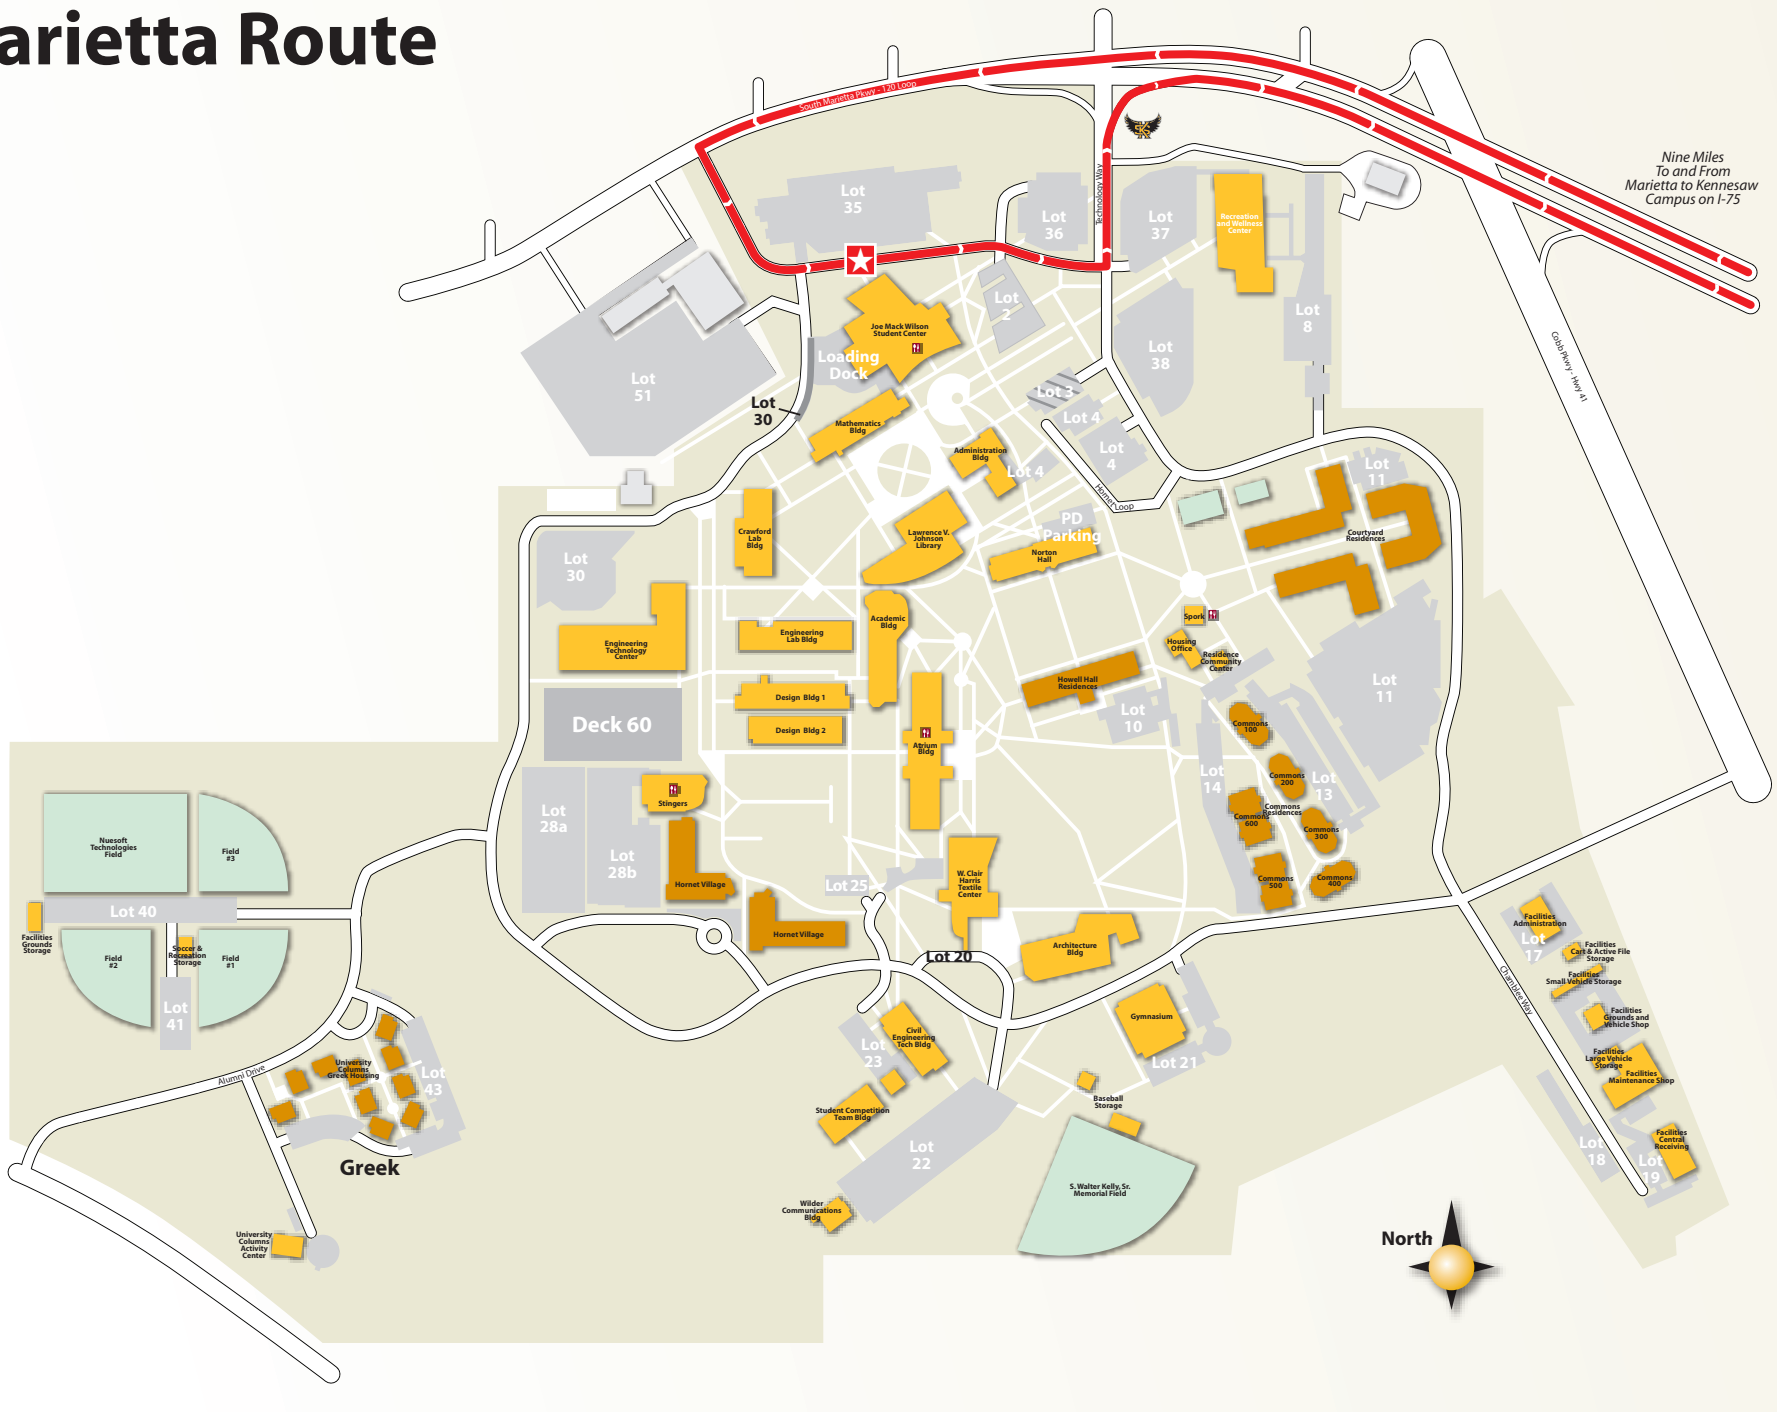 arietta Route
South Marietta Pkwy - 120 Loop
Nine Miles
To and From
Marietta to Kennesaw
Campus on I-75
Technology Way
Cobb Pkwy - Hwy 41
Lot
35
Lot
36
Lot
37
Recreation
and Wellness
Center
Lot
2
Lot
8
Joe Mack Wilson
Student Center
Loading
Dock
Lot
38
Lot
51
Lot
30
Lot 3
Lot 4
Lot
4
Lot 4
Mathematics
Bldg
Administration
Bldg
Hornet Loop
Lot
11
Courtyard
Residences
PD
Parking
Crawford
Lab
Bldg
Lawrence V.
Johnson
Library
Norton
Hall
Lot
30
Spork
Housing
Office
Residence
Community
Center
Academic
Bldg
Engineering
Lab Bldg
Engineering
Technology
Center
Howell Hall
Residences
Lot
11
Design Bldg 1
Design Bldg 2
Deck 60
Lot
10
Atrium
Bldg
Commons
100
Commons
200
Lot
13
Lot
14
Commons
Residences
Commons
600
Commons
300
Commons
500
Commons
400
Stingers
Lot
28a
Lot
28b
Hornet Village
Hornet Village
Lot 25
W. Clair
Harris
Textile
Center
Lot 20
Architecture
Bldg
Nuesoft
Technologies
Field
Field
#3
Lot 40
Facilities
Grounds
Storage
Field
#2
Soccer &
Recreation
Storage
Field
#1
Lot
41
Facilities
Administration
Lot
17
Facilities
Cart & Active File
Storage
Facilities
Small Vehicle Storage
Chamblee Way
Facilities
Grounds and
Vehicle Shop
Facilities
Large Vehicle
Storage
Facilities
Maintenance Shop
Facilities
Central
Receiving
Lot
18
Lot
19
Gymnasium
Lot 21
Civil
Engineering
Tech Bldg
Lot
23
Student Competition
Team Bldg
Baseball
Storage
Lot
22
S. Walter Kelly, Sr.
Memorial Field
Wilder
Communications
Bldg
University
Columns
Greek Housing
Lot
43
Alumni Drive
Greek
University
Columns
Activity
Center
North